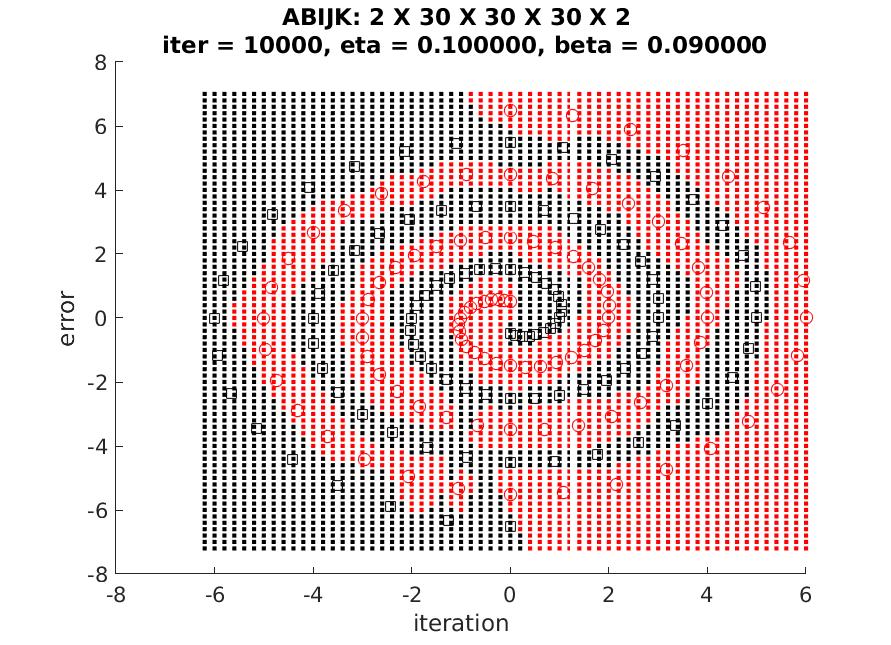 ABIJK: 2 X 30 X 30 X 30 X 2
iter = 10000, eta = 0.100000, beta = 0.090000
8
6
4
2
0
-2
-4
-6
-8
error
-8 -6 -4 -2 0 2 4 6
iteration